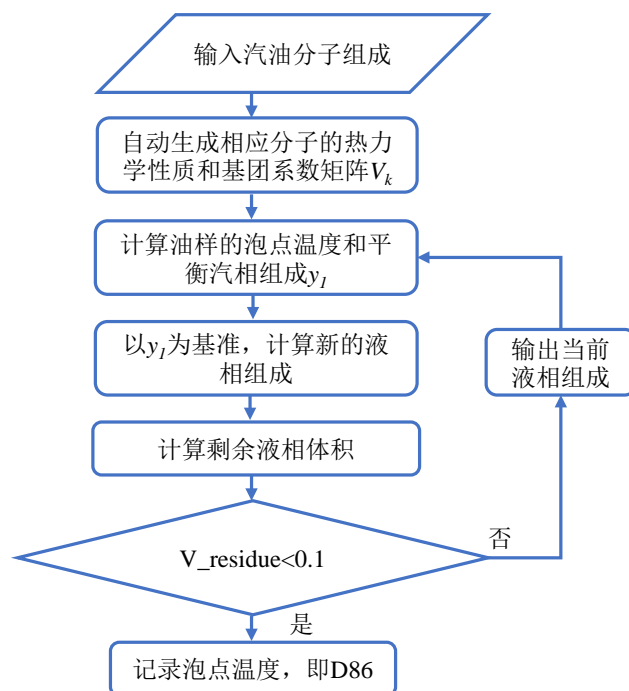 输入汽油分子组成
自动生成相应分子的热力
学性质和基团系数矩阵Vk
计算油样的泡点温度和平
衡汽相组成y1
以y1为基准，计算新的液
相组成
输出当前
液相组成
计算剩余液相体积
V_residue<0.1
否
是
记录泡点温度，即D86